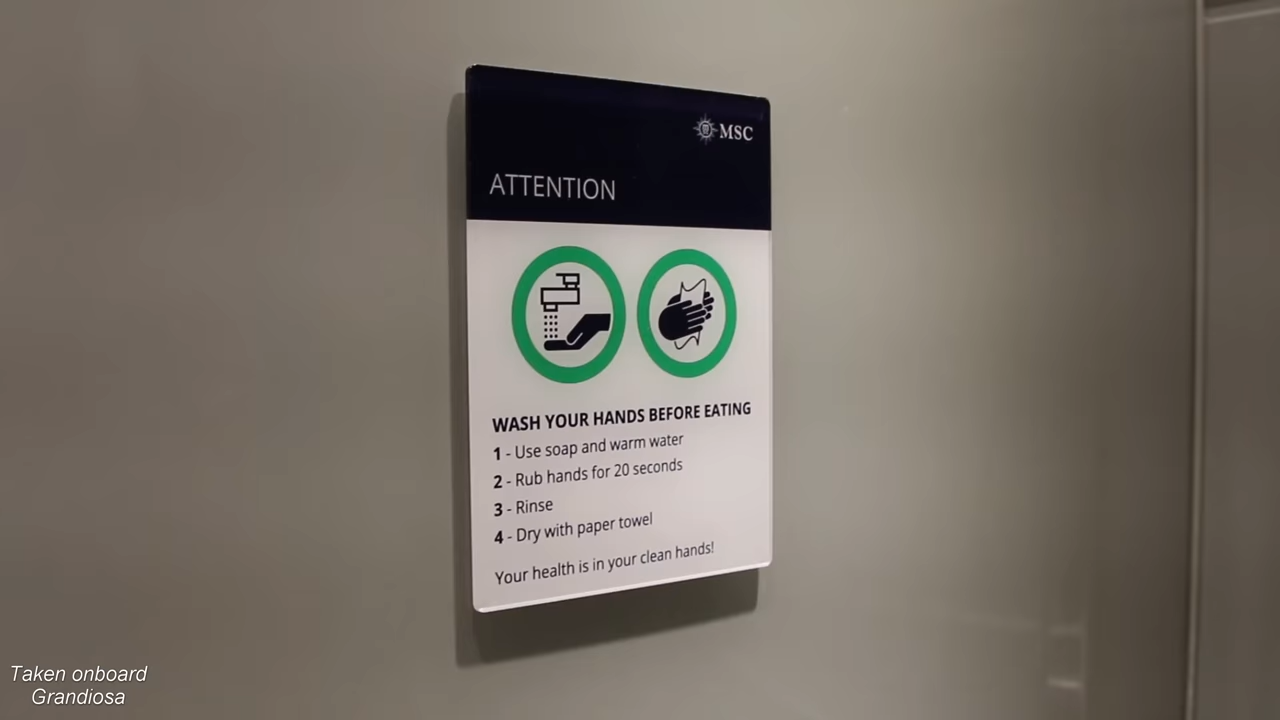 MSC
ATTENTION
WASH YOUR HANDS BEFORE EATING
1 - Use soap and warm water
2 - Rub hands for 20 seconds
3 - Rinse
4 - Dry with paper towel
Your health is in your clean hands!
Taken onboard
Grandiosa